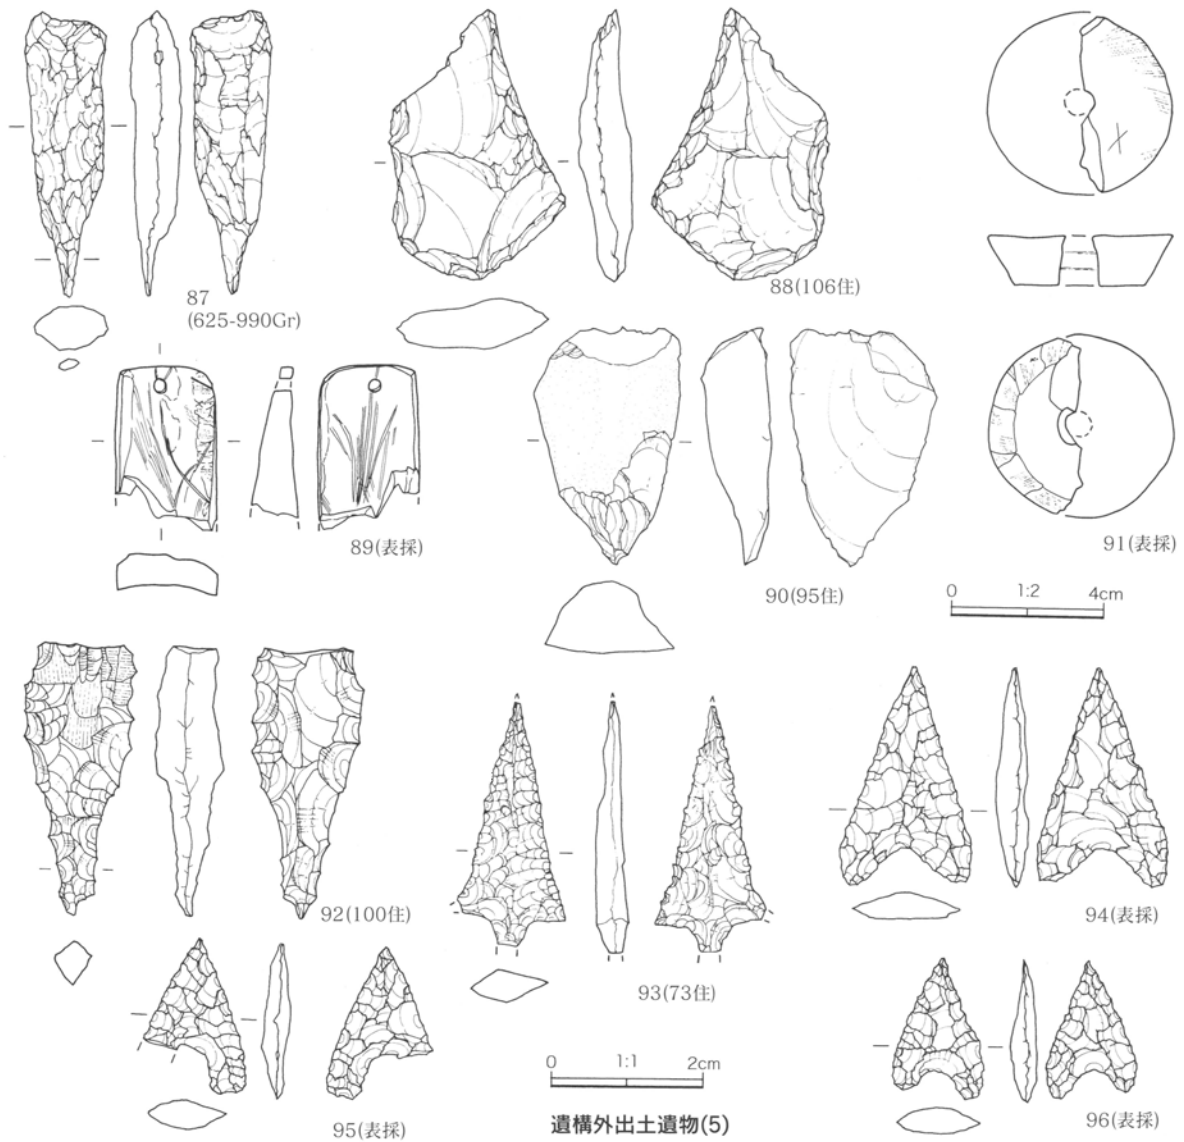 87
(625-990Gr)
88(106住)
89(表採)
90(95住)
91(表採)
0 1:2 4cm
92(100住)
93(73住)
94(表採)
95(表採)
0 1:1 2cm
96(表採)
遺構外出土遺物(5)